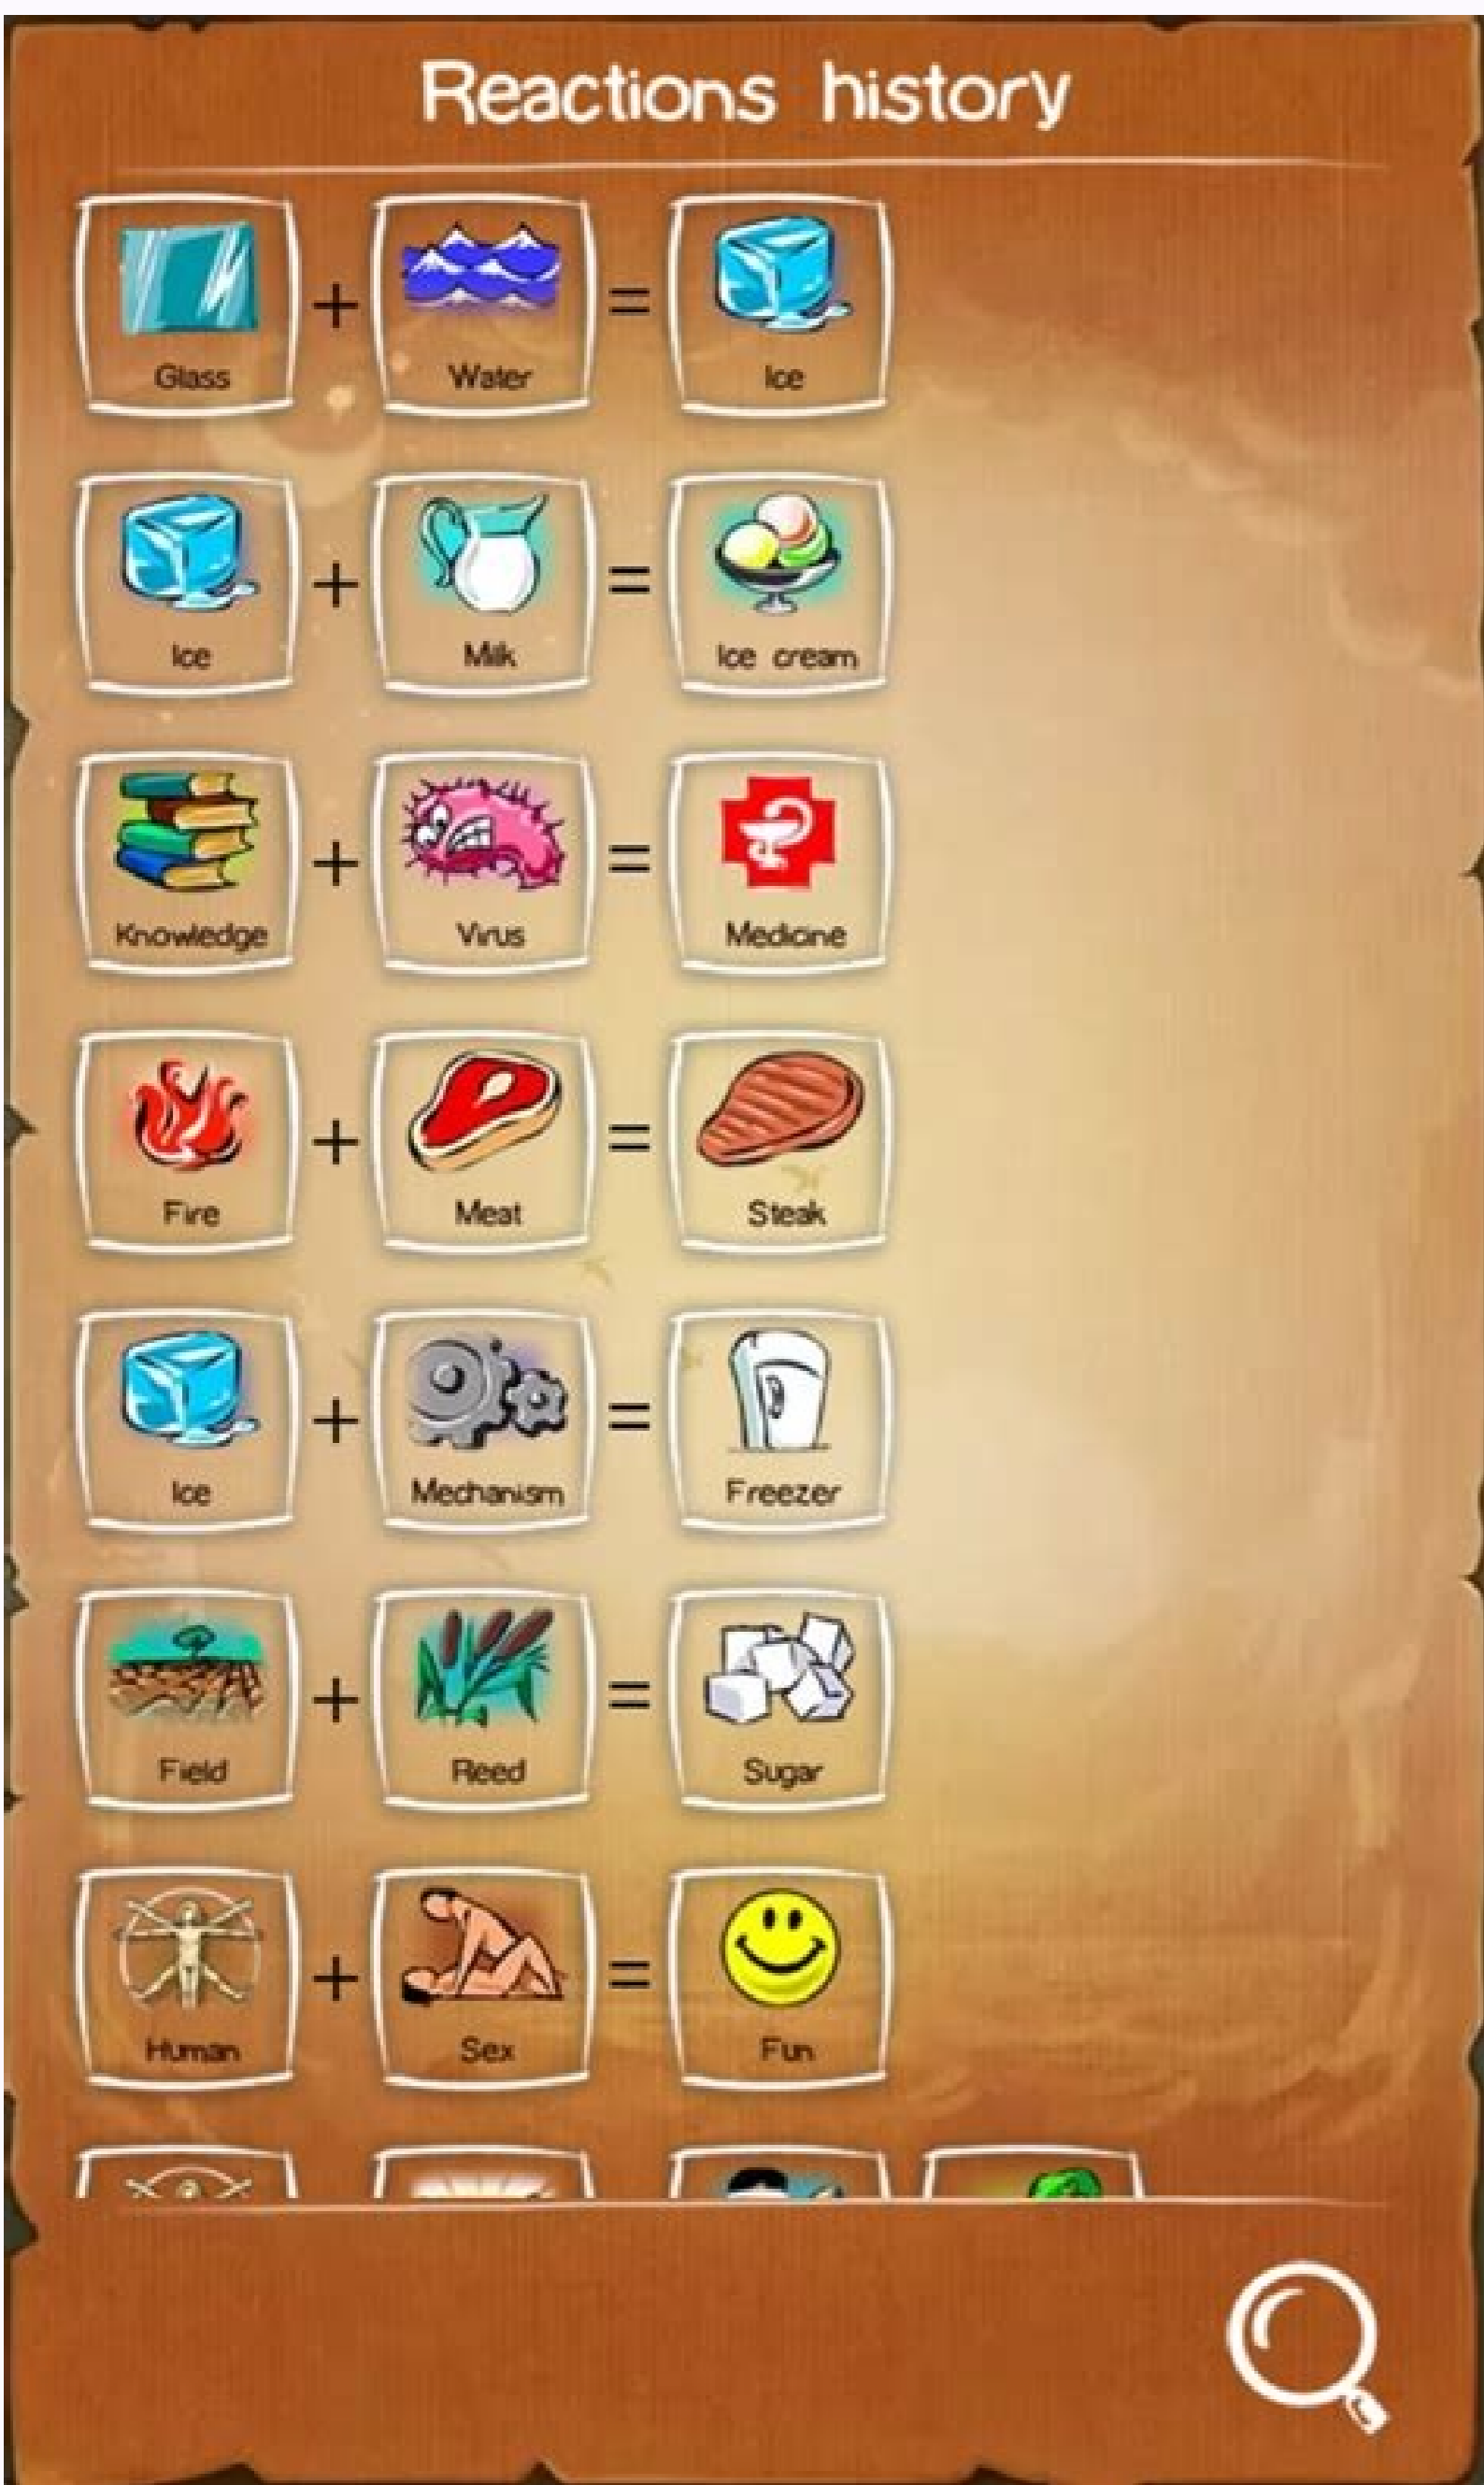 Reactions history
Glass + Water = Ice
Ice + Milk = Ice cream
Knowledge + Virus = Medicine
Fire + Meat = Steak
Ice + Mechanism = Freezer
Field + Reed = Sugar
Human + Sex = Fun